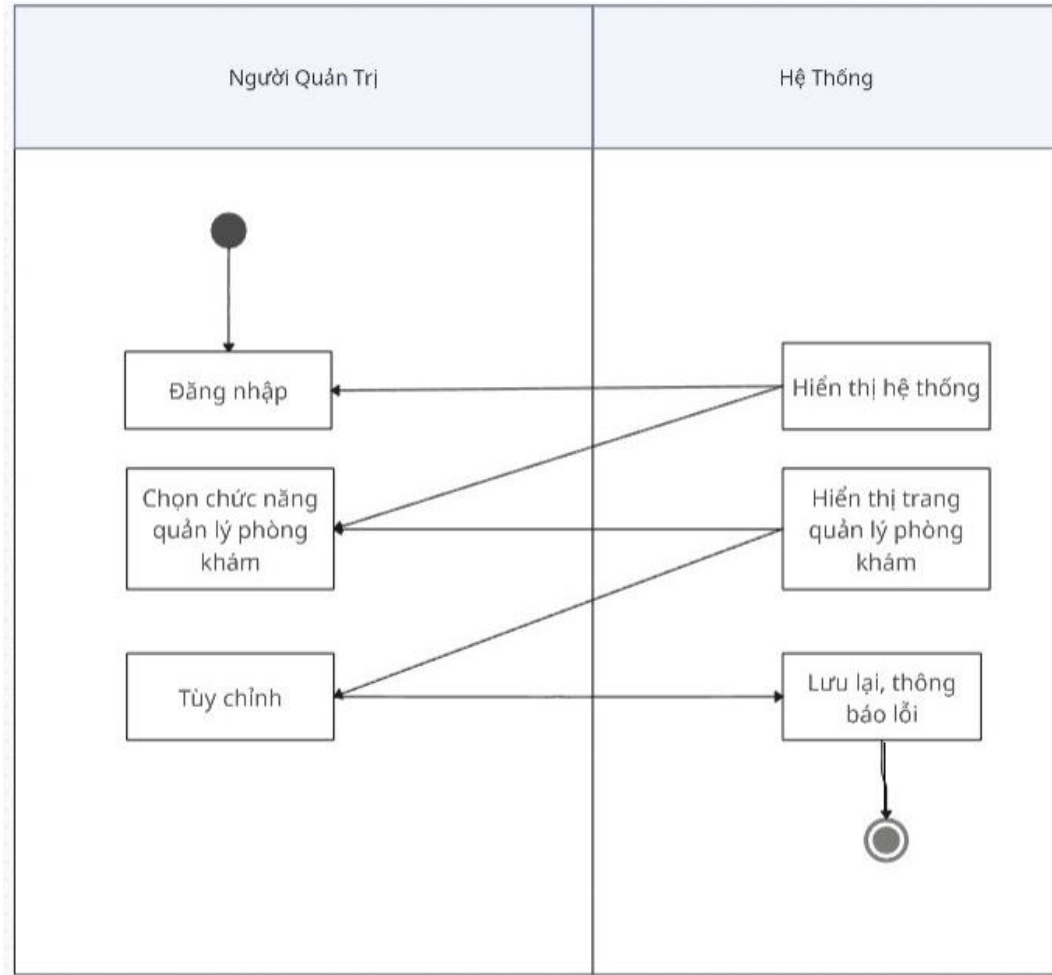 Người Quản Trị
Hệ Thống
Đăng nhập
Hiển thị hệ thống
Chọn chức năng
quản lý phòng
khám
Hiển thị trang
quản lý phòng
khám
Tùy chỉnh
Lưu lại, thông
báo lỗi